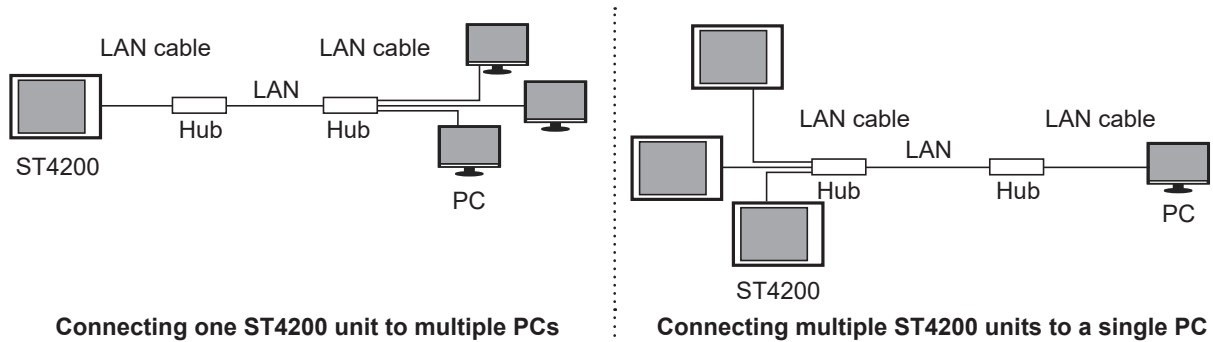 LAN cable
LAN cable
LAN
Hub
Hub
ST4200
PC
Connecting one ST4200 unit to multiple PCs
LAN cable
LAN cable
LAN
Hub
Hub
PC
ST4200
Connecting multiple ST4200 units to a single PC